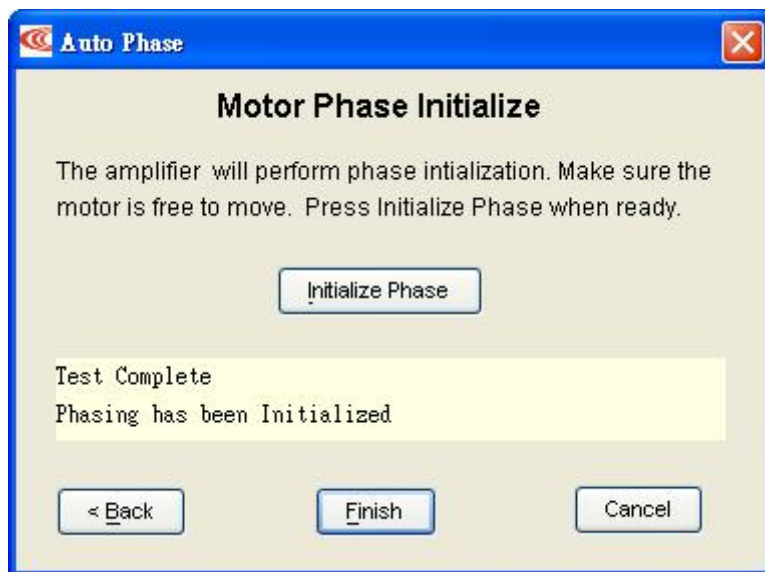 Auto Phase
Motor Phase Initialize
The amplifier will perform phase intialization. Make sure the
motor is free to move. Press Initialize Phase when ready.
Initialize Phase
Test Complete
Phasing has been Initialized
< Back
Finish
Cancel